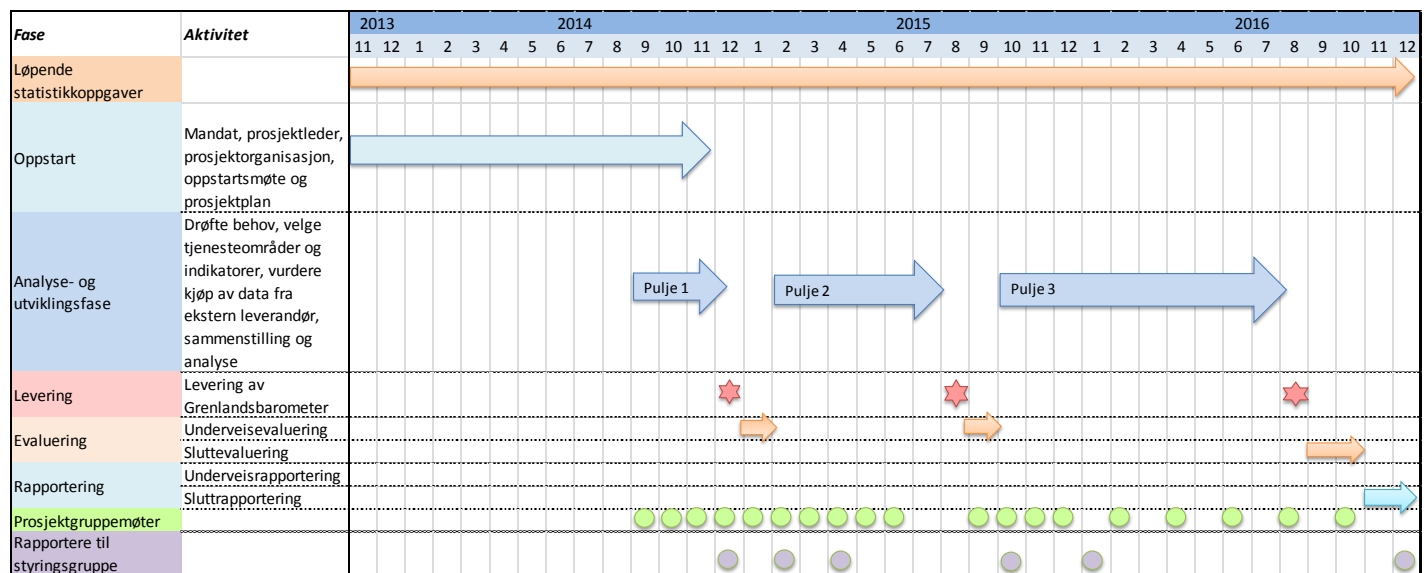 2013 2014 2015 2016
Fase Aktivitet
11 12 1 2 3 4 5 6 7 8 9 10 11 12 1 2 3 4 5 6 7 8 9 10 11 12 1 2 3 4 5 6 7 8 9 10 11 12
Løpende
statistikkoppgaver
Oppstart
Mandat, prosjektleder,
prosjektorganisasjon,
oppstartsmøte og
prosjektplan
Analyse- og
utviklingsfase
Drøfte behov, velge
tjenesteområder og
indikatorer, vurdere
kjøp av data fra
ekstern leverandør,
sammenstilling og
analyse
Pulje 1
Pulje 2
Pulje 3
Levering
Levering av
Grenlandsbarometer
Evaluering
Underveisevaluering
Sluttevaluering
Rapportering
Underveisrapportering
Sluttrapportering
Prosjektgruppemøter
Rapportere til
styringsgruppe